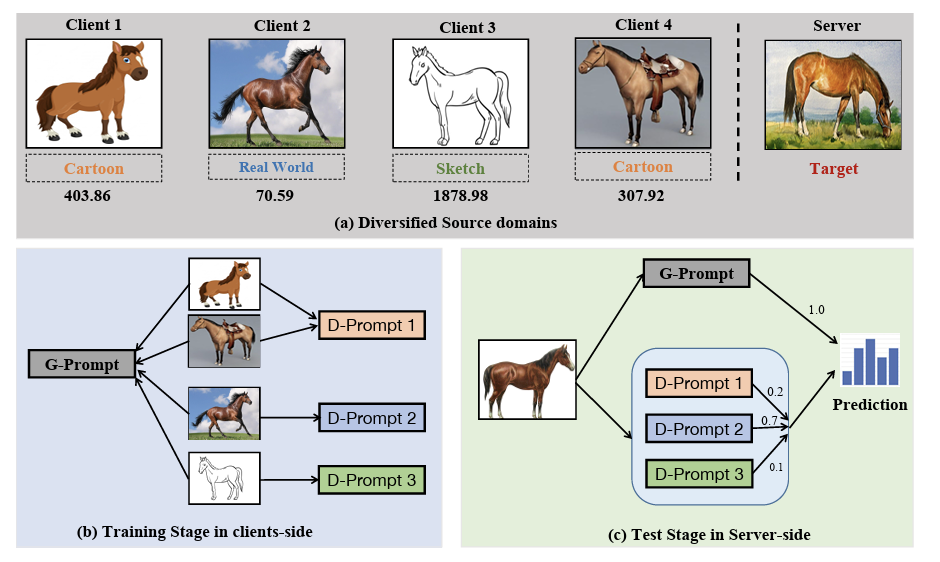 Client 1
Client 2
Client 3
Client 4
Server
Cartoon
Real World
Sketch
Cartoon
Target
403.86
70.59
1878.98
307.92
(a) Diversified Source domains
G-Prompt
D-Prompt 1
D-Prompt 2
D-Prompt 3
(b) Training Stage in clients-side
G-Prompt
1.0
D-Prompt 1
0.2
D-Prompt 2
0.7
D-Prompt 3
0.1
Prediction
(c) Test Stage in Server-side